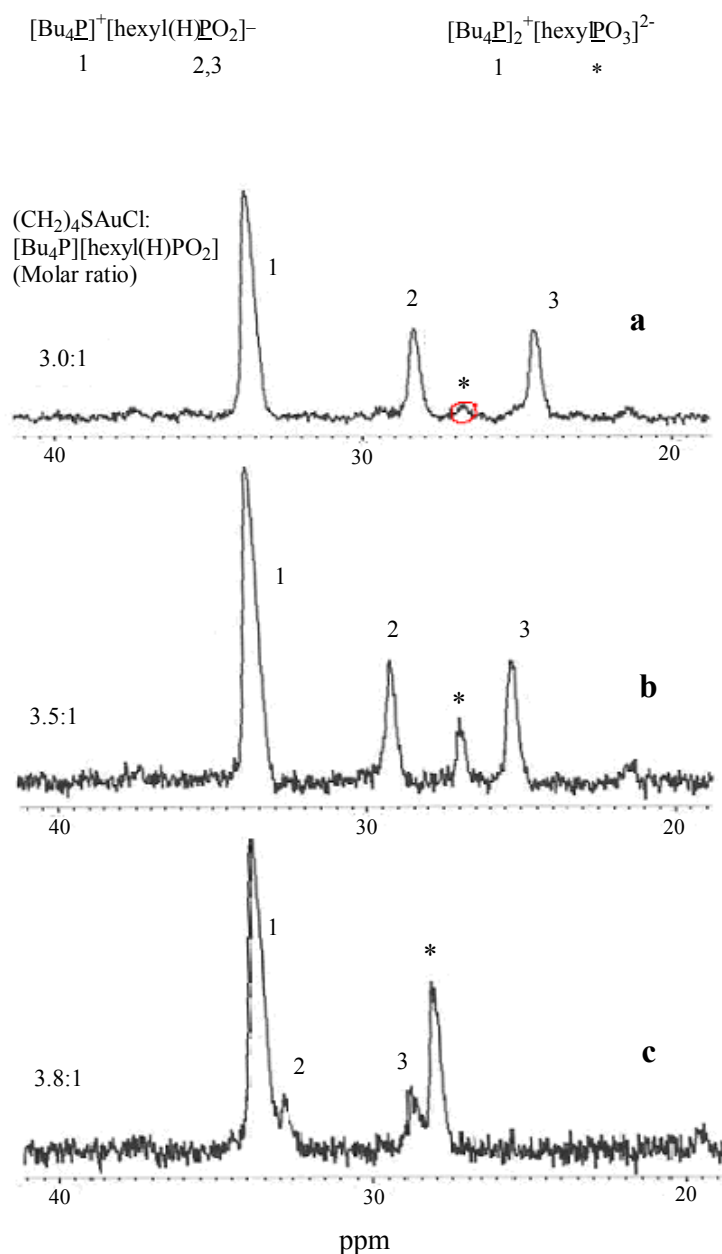 [Bu₄P]⁺[hexyl(H)PO₂]– [Bu₄P]₂⁺[hexylPO₃]²⁻
1 2,3 1 *
(CH₂)₄SAuCl:
[Bu₄P][hexyl(H)PO₂]
(Molar ratio)
3.0:1
1
2
*
3
a
40 30 20
3.5:1
1
2
*
3
b
40 30 20
3.8:1
1
2
3
*
c
40 30 20
ppm